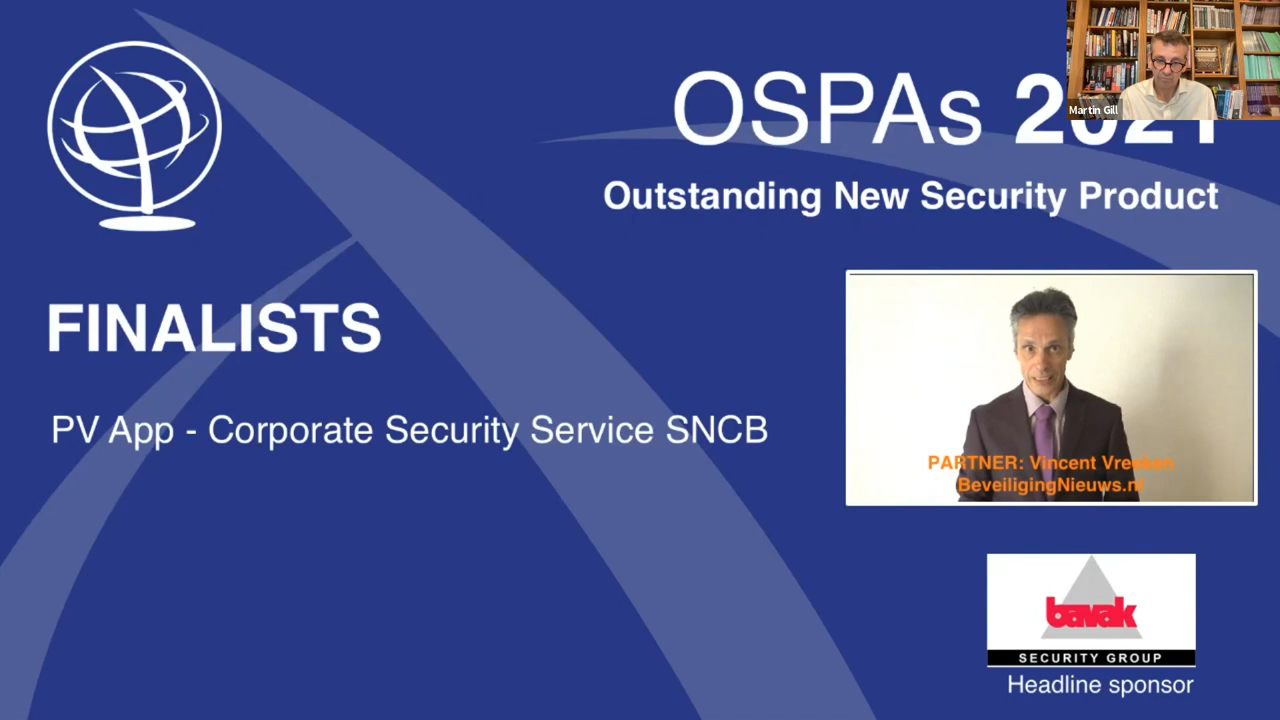 OSPAs 2021
Martin Gill
Outstanding New Security Product
FINALISTS
PV App - Corporate Security Service SNCB
PARTNER: Vincent Vreeken
BeveiligingNieuws.nl
bavak
SECURITY GROUP
Headline sponsor